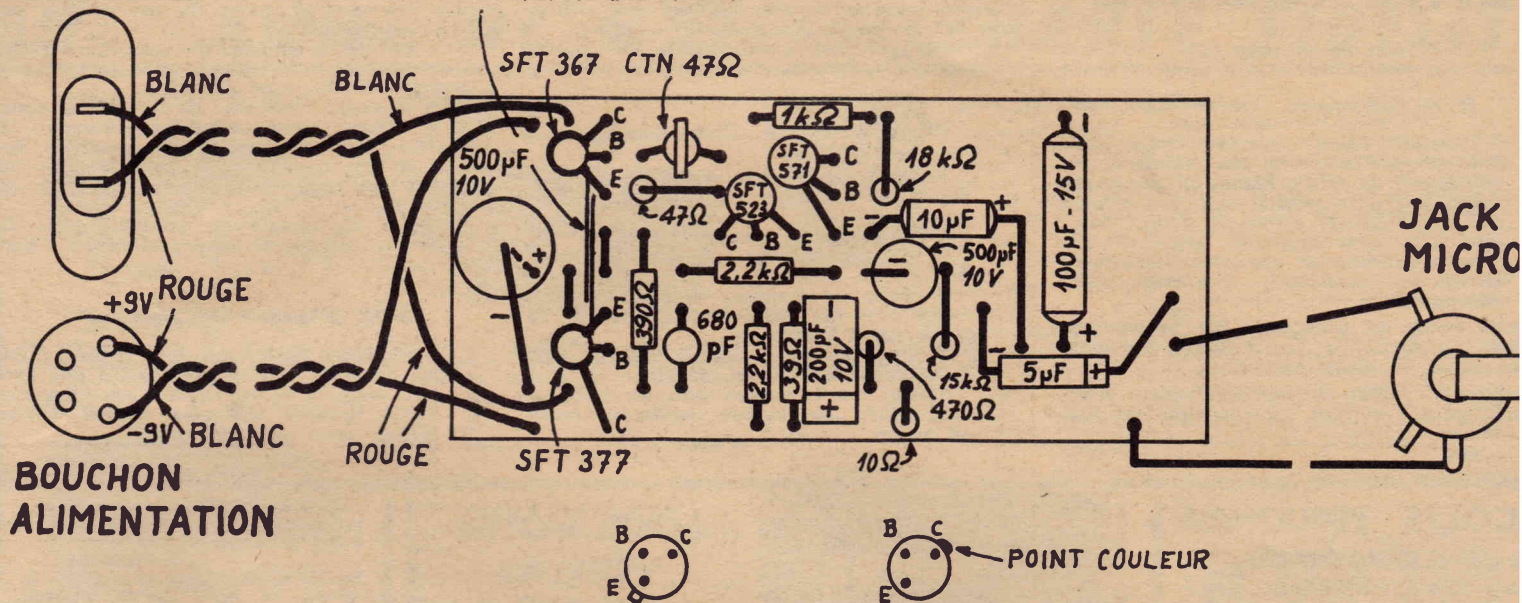 SFT 367 CTN 47Ω
BLANC
BLANC
C
B
E
500µF
10V
47Ω
1kΩ
SFT
571
C
B
E
18kΩ
SFT
523
C B E
-
10µF
+
-
500µF
10V
-
100µF - 15V
+
JACK
MICRO
+
-
2,2kΩ
ROUGE
+9V
-9V
BLANC
E
B
C
390Ω
680
pF
2,2kΩ
39Ω
-
200µF
10V
+
15kΩ
470Ω
10Ω
-
5µF
+
ROUGE
SFT 377
BOUCHON
ALIMENTATION
B C
E
B C
E
POINT COULEUR